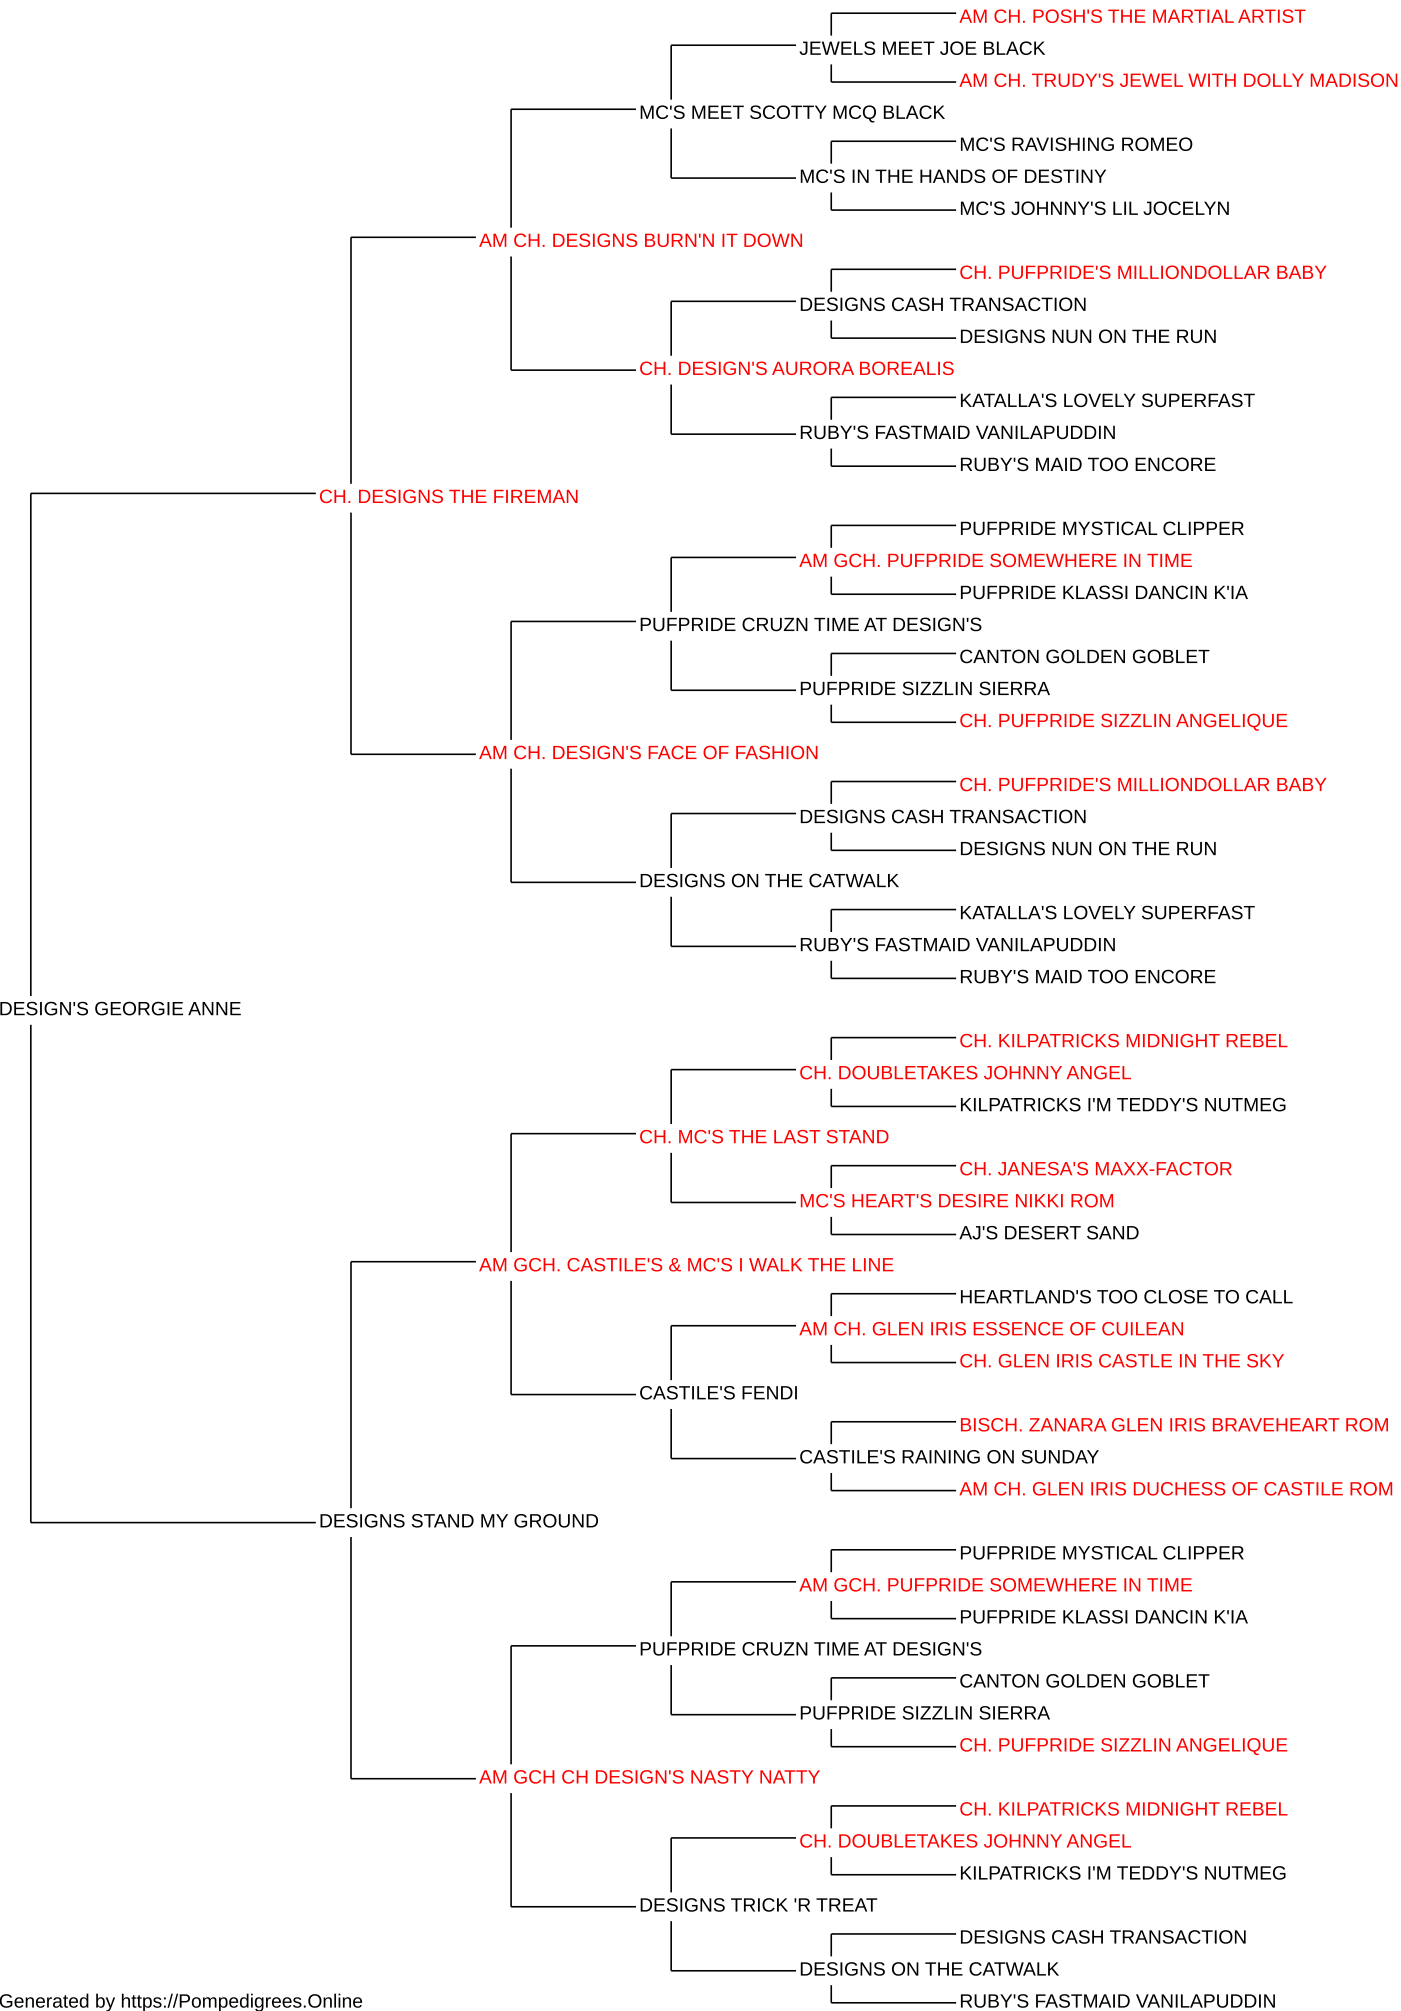 AM CH. POSH'S THE MARTIAL ARTIST
JEWELS MEET JOE BLACK
AM CH. TRUDY'S JEWEL WITH DOLLY MADISON
MC'S MEET SCOTTY MCQ BLACK
MC'S RAVISHING ROMEO
MC'S IN THE HANDS OF DESTINY
MC'S JOHNNY'S LIL JOCELYN
AM CH. DESIGNS BURN'N IT DOWN
CH. PUFPRIDE'S MILLIONDOLLAR BABY
DESIGNS CASH TRANSACTION
DESIGNS NUN ON THE RUN
CH. DESIGN'S AURORA BOREALIS
KATALLA'S LOVELY SUPERFAST
RUBY'S FASTMAID VANILAPUDDIN
RUBY'S MAID TOO ENCORE
CH. DESIGNS THE FIREMAN
PUFPRIDE MYSTICAL CLIPPER
AM GCH. PUFPRIDE SOMEWHERE IN TIME
PUFPRIDE KLASSI DANCIN K'IA
PUFPRIDE CRUZN TIME AT DESIGN'S
CANTON GOLDEN GOBLET
PUFPRIDE SIZZLIN SIERRA
CH. PUFPRIDE SIZZLIN ANGELIQUE
AM CH. DESIGN'S FACE OF FASHION
CH. PUFPRIDE'S MILLIONDOLLAR BABY
DESIGNS CASH TRANSACTION
DESIGNS NUN ON THE RUN
DESIGNS ON THE CATWALK
KATALLA'S LOVELY SUPERFAST
RUBY'S FASTMAID VANILAPUDDIN
RUBY'S MAID TOO ENCORE
DESIGN'S GEORGIE ANNE
CH. KILPATRICKS MIDNIGHT REBEL
CH. DOUBLETAKES JOHNNY ANGEL
KILPATRICKS I'M TEDDY'S NUTMEG
CH. MC'S THE LAST STAND
CH. JANESA'S MAXX-FACTOR
MC'S HEART'S DESIRE NIKKI ROM
AJ'S DESERT SAND
AM GCH. CASTILE'S & MC'S I WALK THE LINE
HEARTLAND'S TOO CLOSE TO CALL
AM CH. GLEN IRIS ESSENCE OF CUILEAN
CH. GLEN IRIS CASTLE IN THE SKY
CASTILE'S FENDI
BISCH. ZANARA GLEN IRIS BRAVEHEART ROM
CASTILE'S RAINING ON SUNDAY
AM CH. GLEN IRIS DUCHESS OF CASTILE ROM
DESIGNS STAND MY GROUND
PUFPRIDE MYSTICAL CLIPPER
AM GCH. PUFPRIDE SOMEWHERE IN TIME
PUFPRIDE KLASSI DANCIN K'IA
PUFPRIDE CRUZN TIME AT DESIGN'S
CANTON GOLDEN GOBLET
PUFPRIDE SIZZLIN SIERRA
CH. PUFPRIDE SIZZLIN ANGELIQUE
AM GCH CH DESIGN'S NASTY NATTY
CH. KILPATRICKS MIDNIGHT REBEL
CH. DOUBLETAKES JOHNNY ANGEL
KILPATRICKS I'M TEDDY'S NUTMEG
DESIGNS TRICK 'R TREAT
DESIGNS CASH TRANSACTION
DESIGNS ON THE CATWALK
RUBY'S FASTMAID VANILAPUDDIN
Generated by https://Pompedigrees.Online